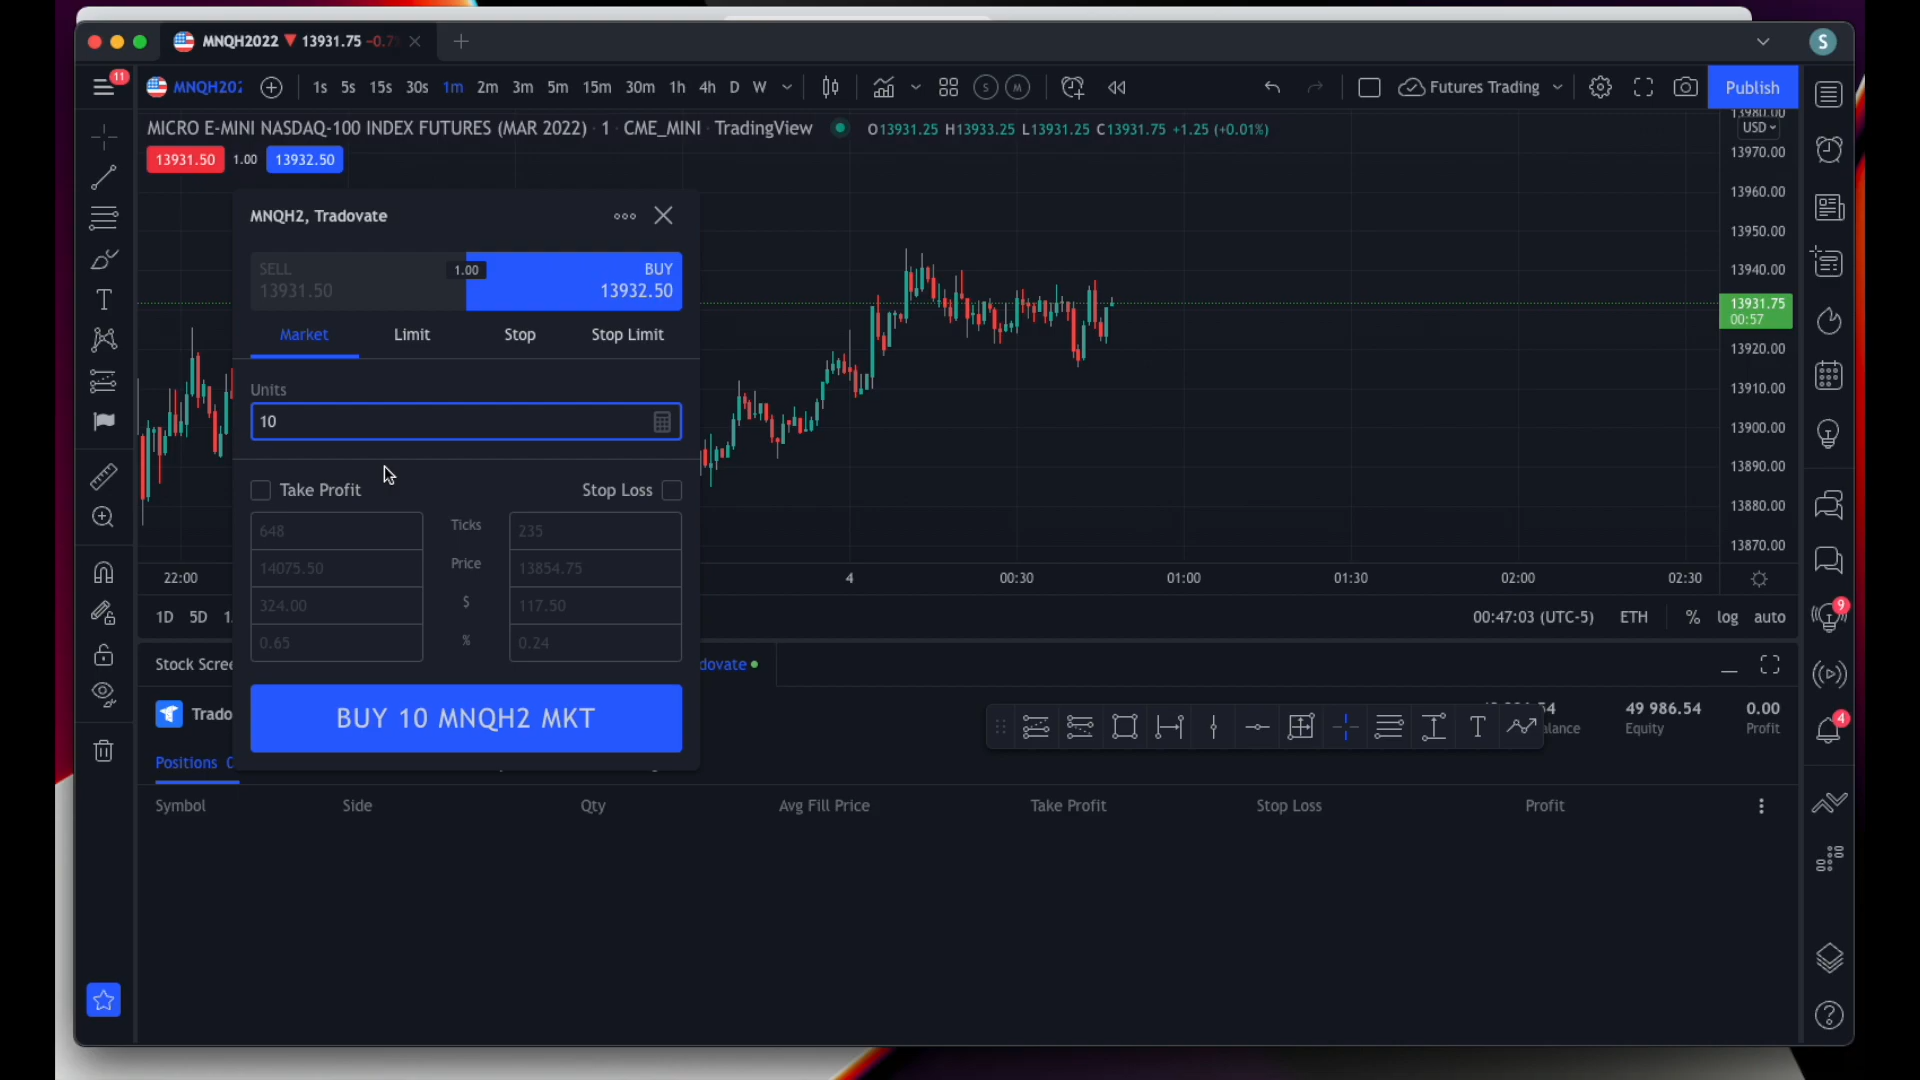 MNQH2022 ▼ 13931.75 -0.7
S
11
MNQH202
1s 5s 15s 30s 1m 2m 3m 5m 15m 30m 1h 4h D W
S M
Futures Trading
Publish
MICRO E-MINI NASDAQ-100 INDEX FUTURES (MAR 2022) · 1 · CME_MINI · TradingView
O13931.25 H13933.25 L13931.25 C13931.75 +1.25 (+0.01%)
13931.50 1.00 13932.50
13980.00
USD
13970.00
13960.00
13950.00
13940.00
13931.75
00:57
13920.00
13910.00
13900.00
13890.00
13880.00
13870.00
MNQH2, Tradovate
SELL
13931.50
1.00
BUY
13932.50
Market Limit Stop Stop Limit
Units
10
Take Profit
Stop Loss
648 Ticks 235
14075.50 Price 13854.75
324.00 $ 117.50
0.65 % 0.24
BUY 10 MNQH2 MKT
22:00 4 00:30 01:00 01:30 02:00 02:30
1D 5D
00:47:03 (UTC-5) ETH % log auto
9
Stock Scree
dovate
Trado
49 986.54
Equity
0.00
Profit
4
T
Positions
Symbol Side Qty Avg Fill Price Take Profit Stop Loss Profit